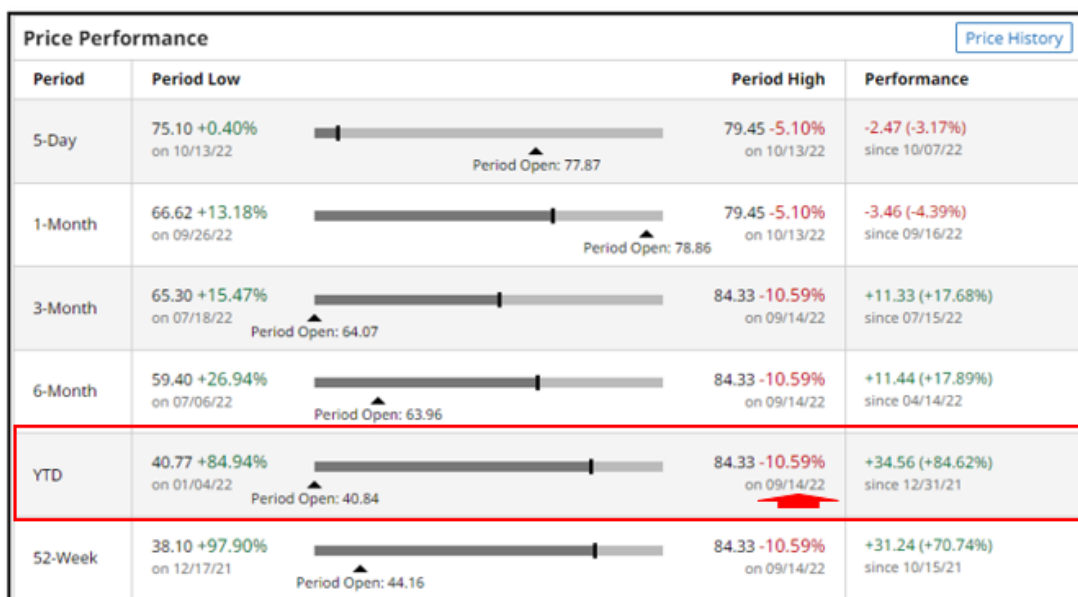 Price Performance
Price History
Period Period Low Period High Performance
5-Day
75.10 +0.40%
on 10/13/22
Period Open: 77.87
79.45 -5.10%
on 10/13/22
-2.47 (-3.17%)
since 10/07/22
1-Month
66.62 +13.18%
on 09/26/22
Period Open: 78.86
79.45 -5.10%
on 10/13/22
-3.46 (-4.39%)
since 09/16/22
3-Month
65.30 +15.47%
on 07/18/22
Period Open: 64.07
84.33 -10.59%
on 09/14/22
+11.33 (+17.68%)
since 07/15/22
6-Month
59.40 +26.94%
on 07/06/22
Period Open: 63.96
84.33 -10.59%
on 09/14/22
+11.44 (+17.89%)
since 04/14/22
YTD
40.77 +84.94%
on 01/04/22
Period Open: 40.84
84.33 -10.59%
on 09/14/22
+34.56 (+84.62%)
since 12/31/21
52-Week
38.10 +97.90%
on 12/17/21
Period Open: 44.16
84.33 -10.59%
on 09/14/22
+31.24 (+70.74%)
since 10/15/21